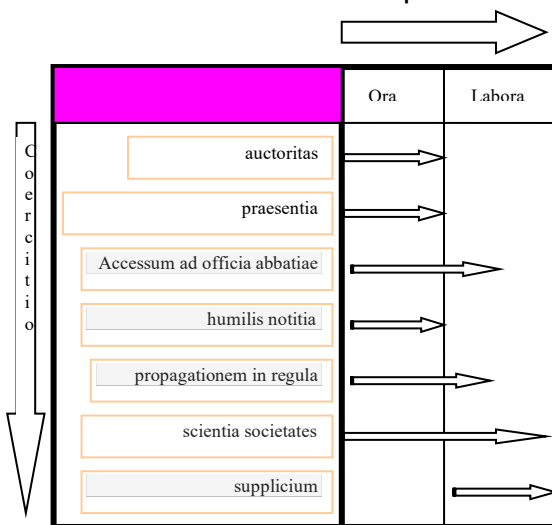 Ora Labora
Coercitio
auctoritas
praesentia
Accessum ad officia abbatiae
humilis notitia
propagationem in regula
scientia societates
supplicium